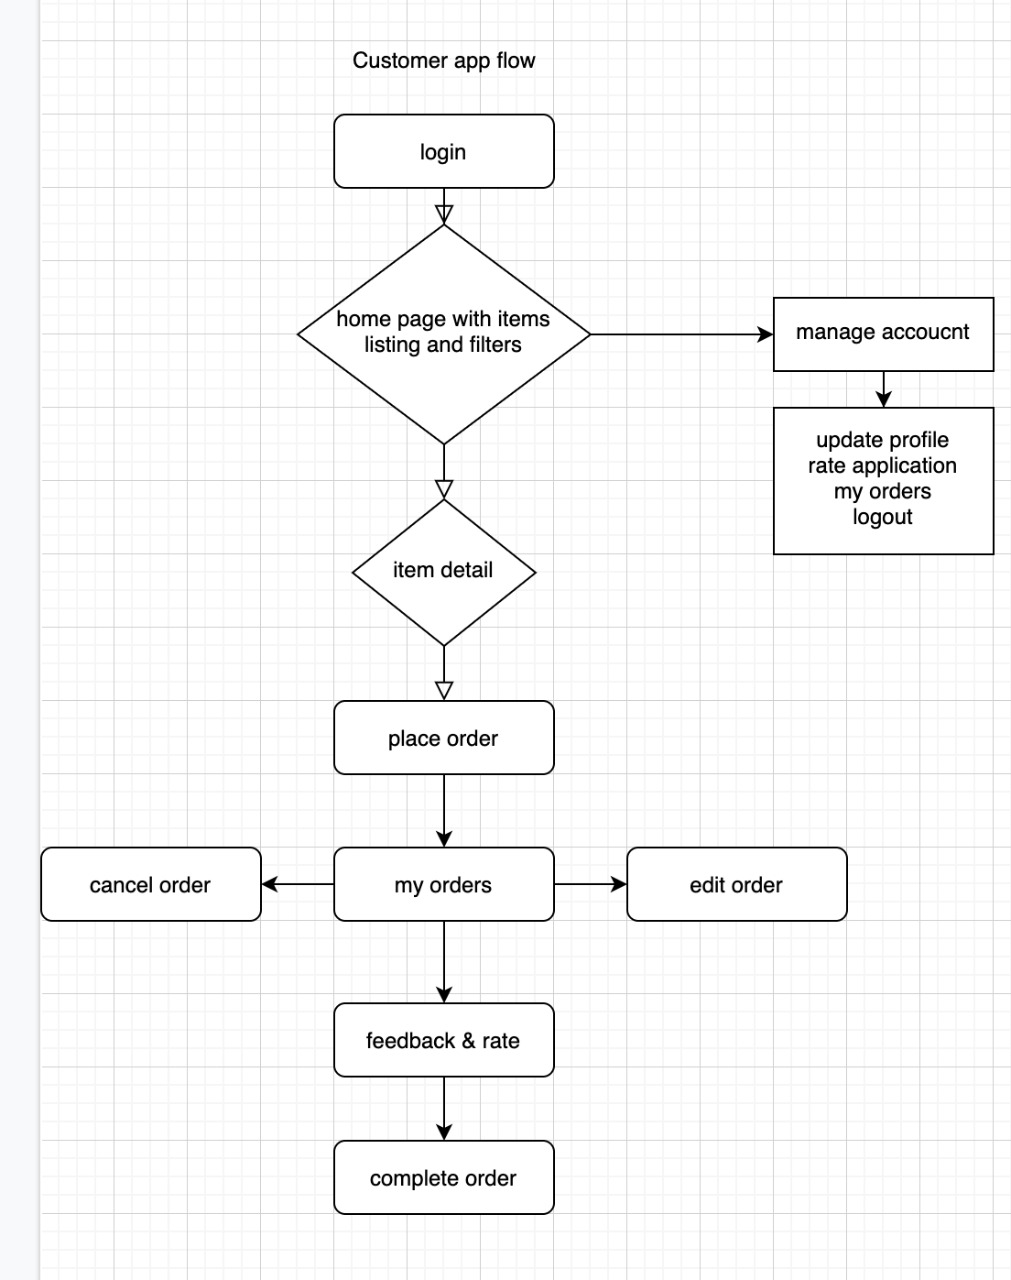 Customer app flow
login
home page with items
listing and filters
manage accoucnt
update profile
rate application
my orders
logout
item detail
place order
cancel order
my orders
edit order
feedback & rate
complete order